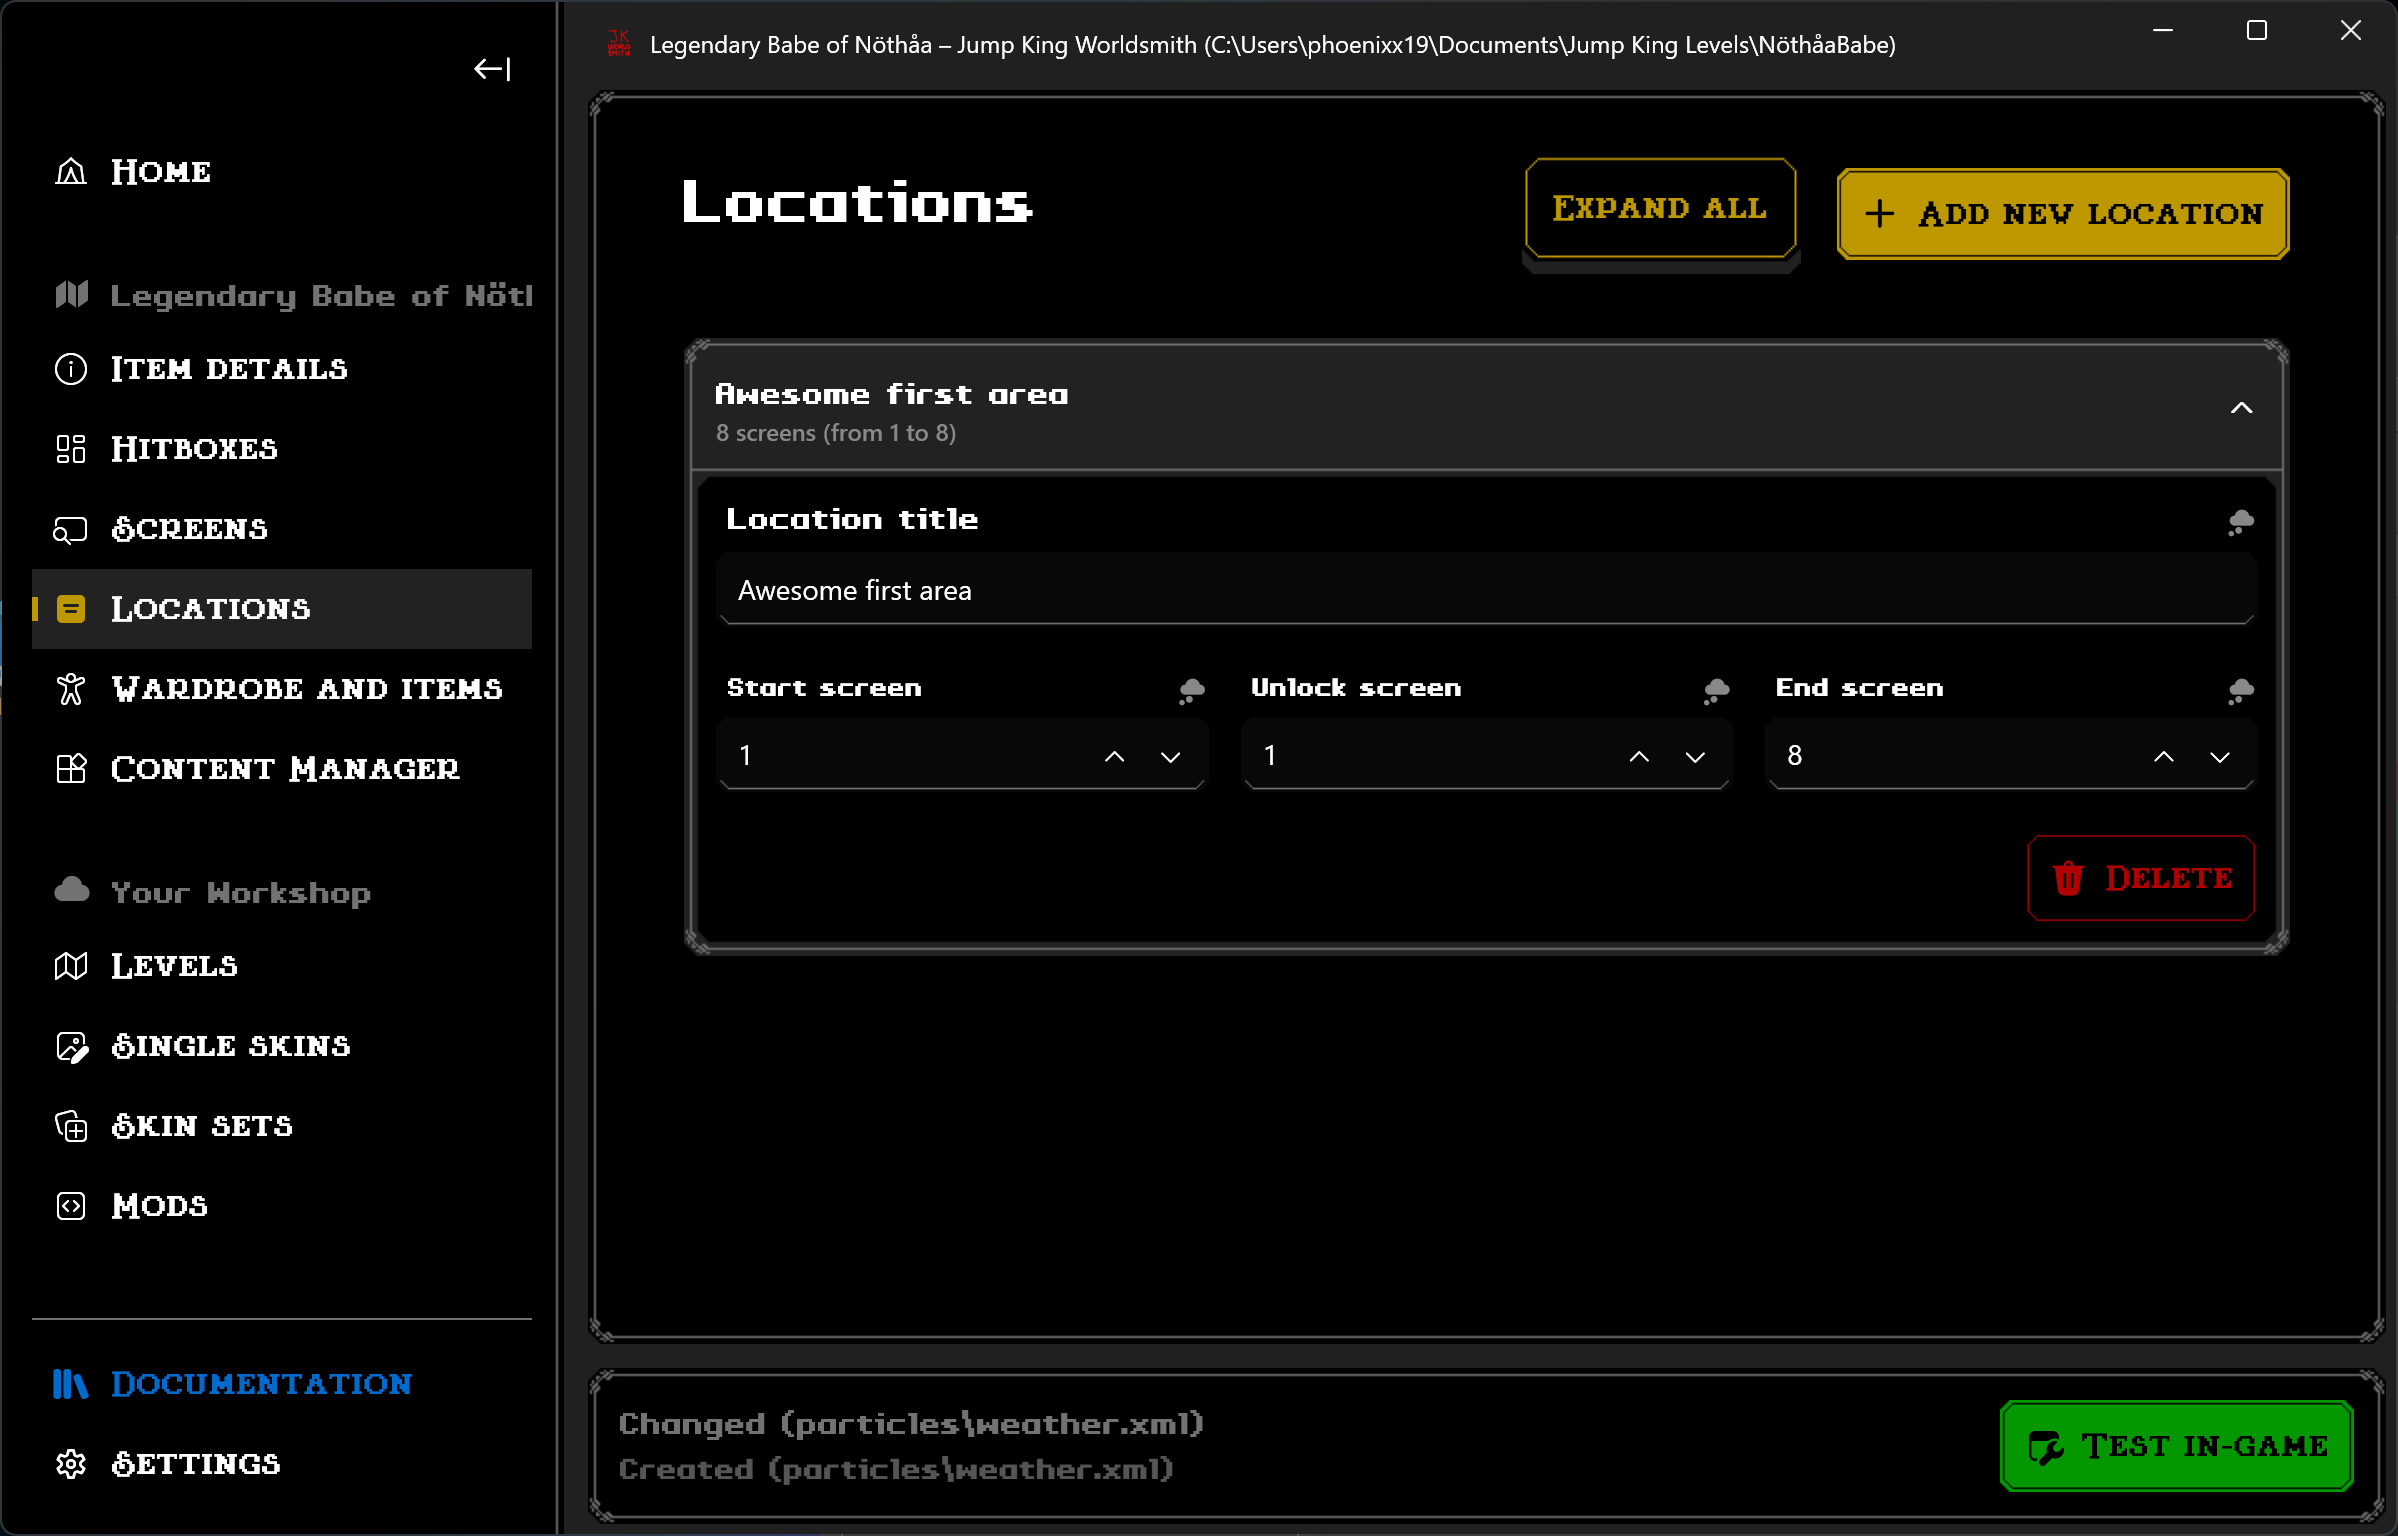 JK WORLD SMITH
Legendary Babe of Nöthåa – Jump King Worldsmith (C:\Users\phoenixx19\Documents\Jump King Levels\NöthåaBabe)
Home
Legendary Babe of Nöt
Item details
Hitboxes
Screens
Locations
Wardrobe and items
Content Manager
Your Workshop
Levels
Single skins
Skin sets
Mods
Documentation
Settings
Locations
Expand all
Add new location
Awesome first area
8 screens (from 1 to 8)
Location title
Awesome first area
Start screen
Unlock screen
End screen
1
1
8
Delete
Changed (particles\weather.xml)
Created (particles\weather.xml)
Test in-game